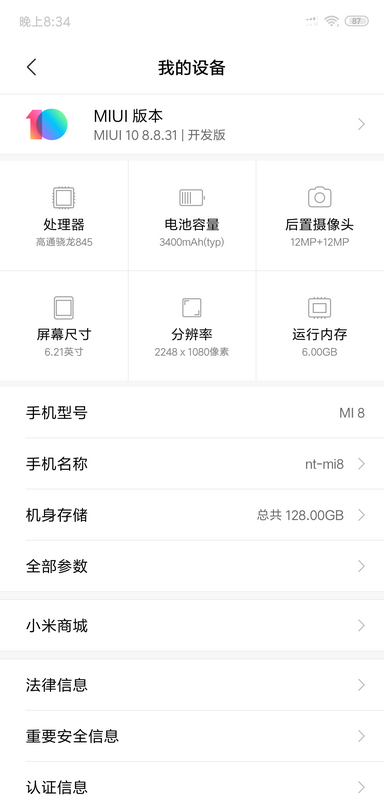 晚上8:34
87
我的设备
10
MIUI 版本
MIUI 10 8.8.31 | 开发版
处理器
高通骁龙845
电池容量
3400mAh(typ)
后置摄像头
12MP+12MP
屏幕尺寸
6.21英寸
分辨率
2248 x 1080像素
运行内存
6.00GB
手机型号
MI 8
手机名称
nt-mi8
机身存储
总共 128.00GB
全部参数
小米商城
法律信息
重要安全信息
认证信息